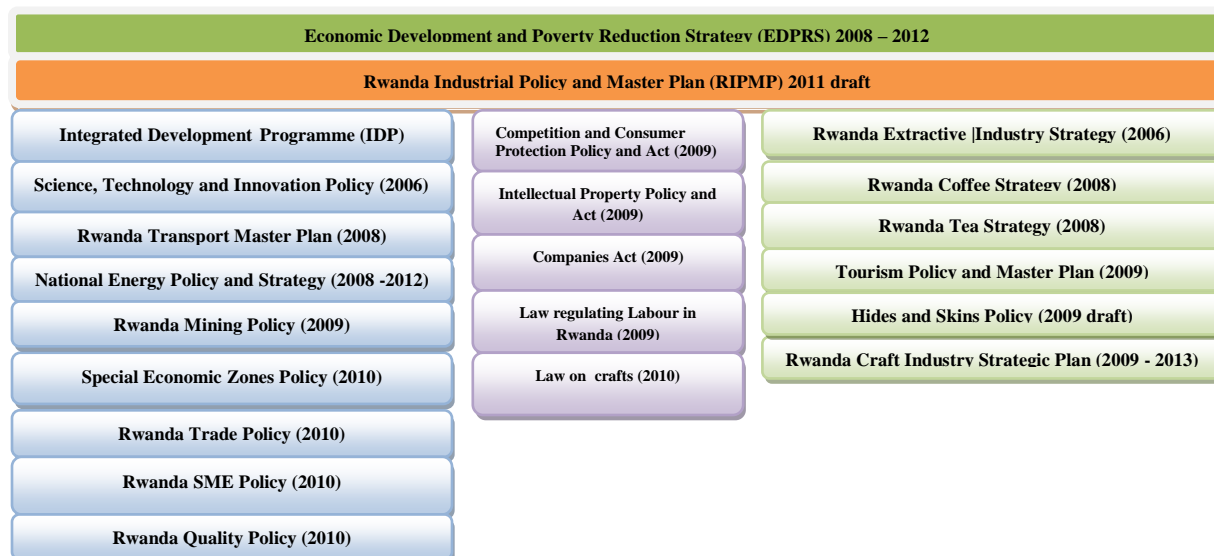 Economic Development and Poverty Reduction Strategy (EDPRS) 2008 – 2012
Rwanda Industrial Policy and Master Plan (RIPMP) 2011 draft
Integrated Development Programme (IDP)
Science, Technology and Innovation Policy (2006)
Rwanda Transport Master Plan (2008)
National Energy Policy and Strategy (2008 -2012)
Rwanda Mining Policy (2009)
Special Economic Zones Policy (2010)
Rwanda Trade Policy (2010)
Rwanda SME Policy (2010)
Rwanda Quality Policy (2010)
Competition and Consumer
Protection Policy and Act (2009)
Intellectual Property Policy and
Act (2009)
Companies Act (2009)
Law regulating Labour in
Rwanda (2009)
Law on crafts (2010)
Rwanda Extractive |Industry Strategy (2006)
Rwanda Coffee Strategy (2008)
Rwanda Tea Strategy (2008)
Tourism Policy and Master Plan (2009)
Hides and Skins Policy (2009 draft)
Rwanda Craft Industry Strategic Plan (2009 - 2013)